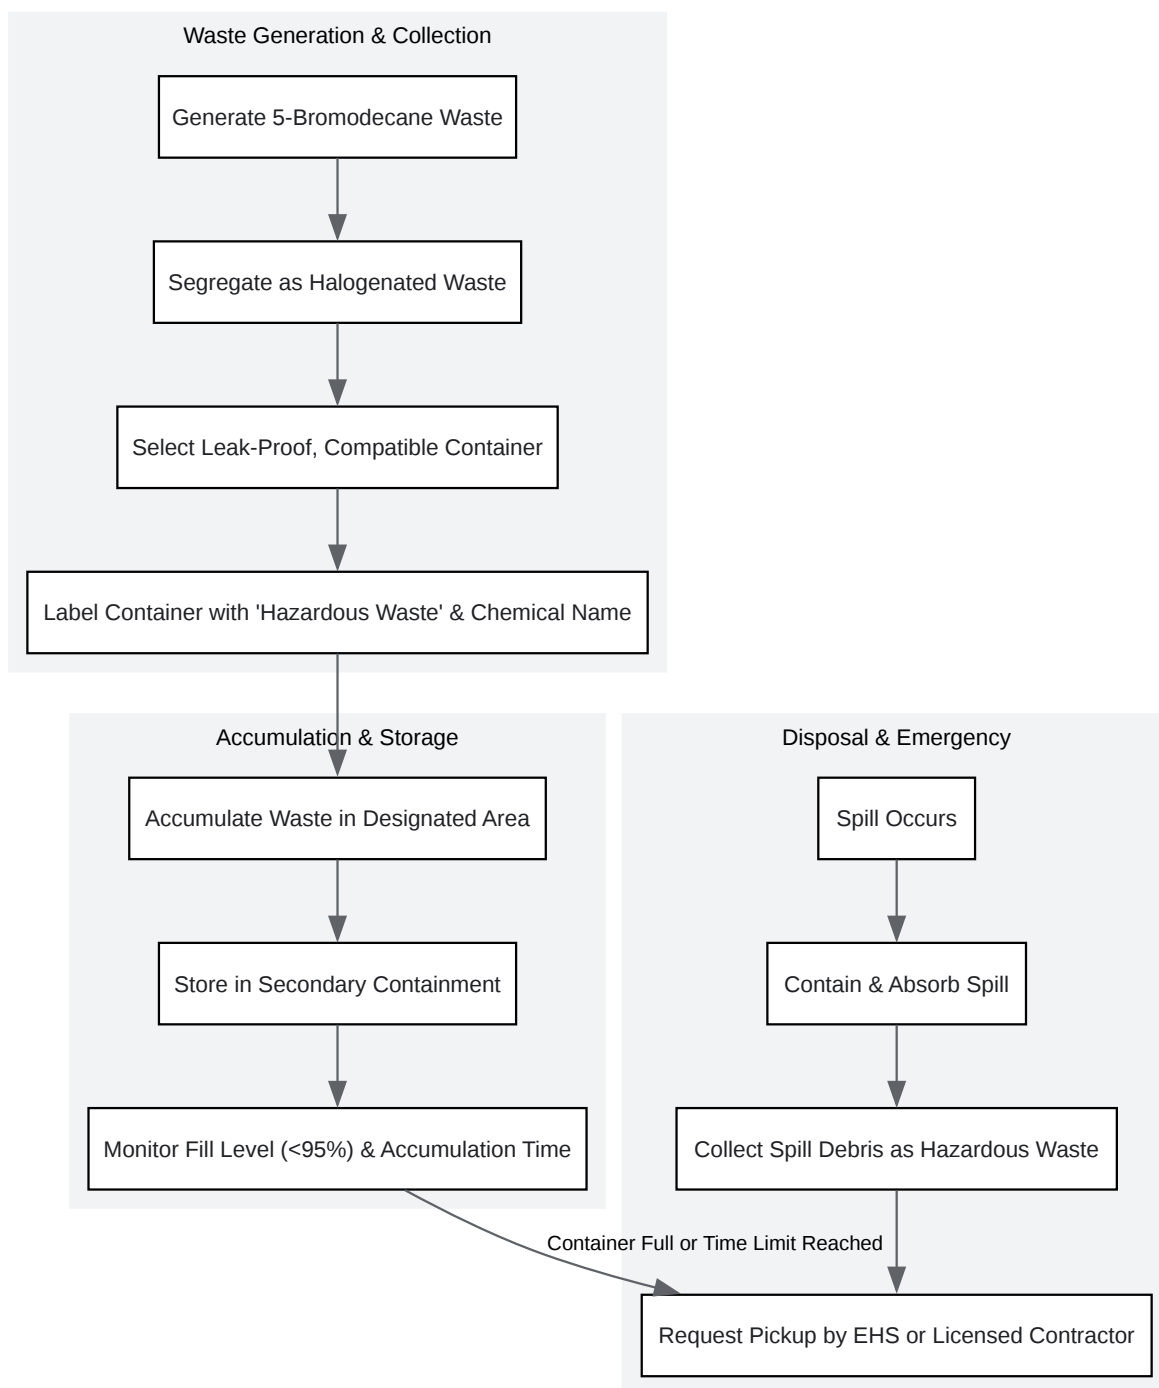 Waste Generation & Collection
Generate 5-Bromodecane Waste
Segregate as Halogenated Waste
Select Leak-Proof, Compatible Container
Label Container with 'Hazardous Waste' & Chemical Name
Accumulation & Storage
Accumulate Waste in Designated Area
Store in Secondary Containment
Monitor Fill Level (<95%) & Accumulation Time
Disposal & Emergency
Spill Occurs
Contain & Absorb Spill
Collect Spill Debris as Hazardous Waste
Container Full or Time Limit Reached
Request Pickup by EHS or Licensed Contractor